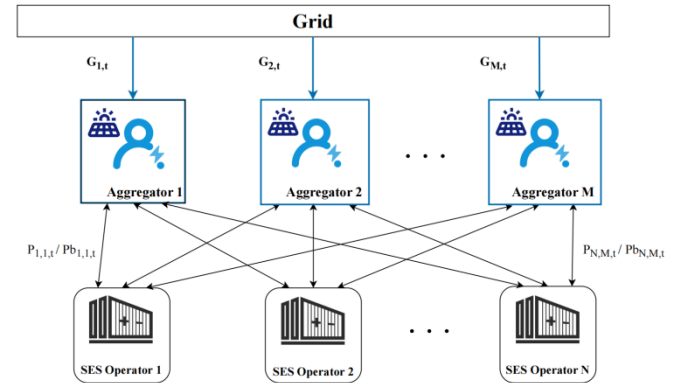 Grid
G1,t
G2,t
GM,t
Aggregator 1
Aggregator 2
. . .
Aggregator M
P1,1,t / Pb1,1,t
PN,M,t / PbN,M,t
+ −
+ −
. . .
+ −
SES Operator 1
SES Operator 2
SES Operator N